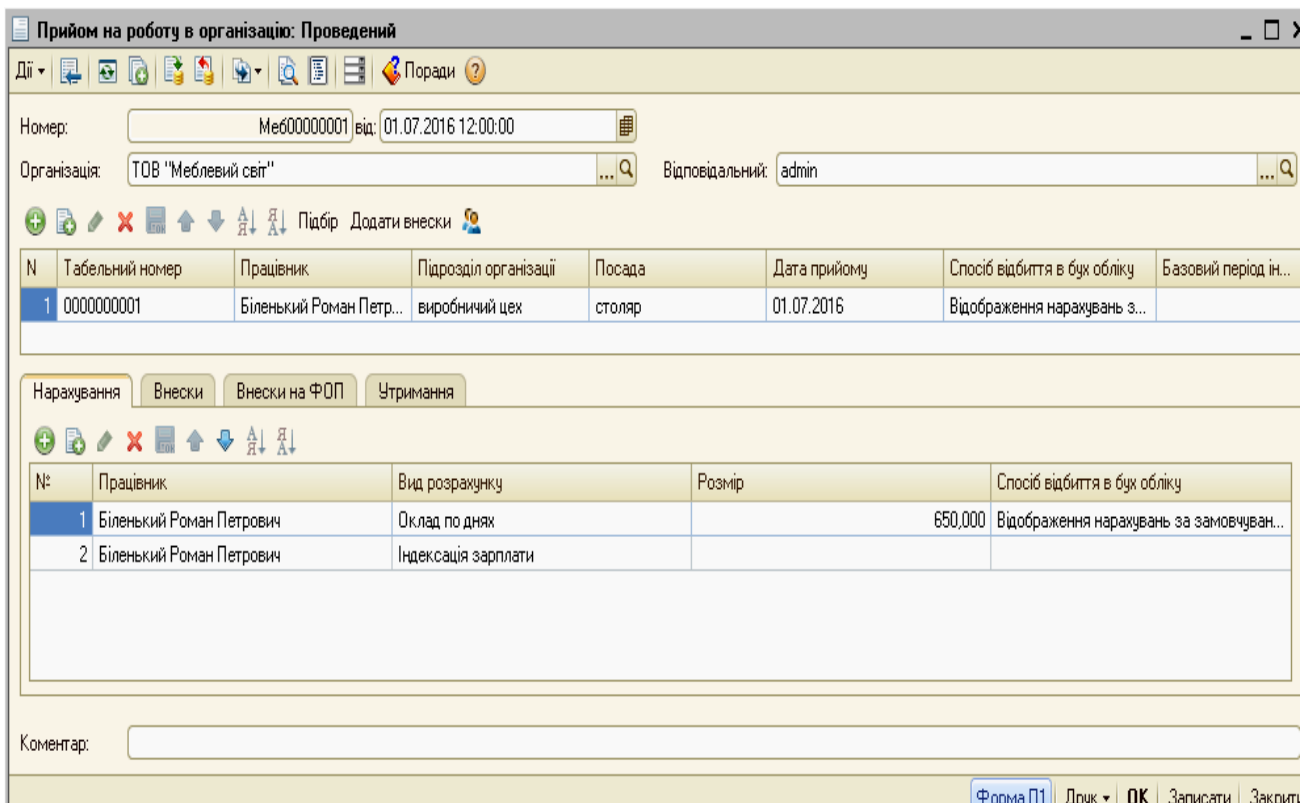 Прийом на роботу в організацію: Проведений
Дії Поради ?
Номер: Меб00000001 від: 01.07.2016 12:00:00
Організація: ТОВ "Меблевий світ" ... Відповідальний: admin ...
Підбір Додати внески
N Табельний номер Працівник Підрозділ організації Посада Дата прийому Спосіб відбиття в бух обліку Базовий період ін...
1 0000000001 Біленький Роман Петр... виробничий цех столяр 01.07.2016 Відображення нарахувань з...
Нарахування Внески Внески на ФОП Утримання
№ Працівник Вид розрахунку Розмір Спосіб відбиття в бух обліку
1 Біленький Роман Петрович Оклад по днях 650,000 Відображення нарахувань за замовчуван...
2 Біленький Роман Петрович Індексація зарплати
Коментар:
Форма П1 Друк OK Записати Закрити